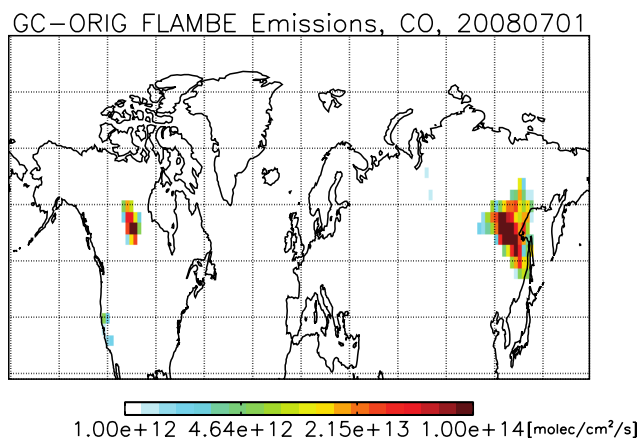 GC-ORIG FLAMBE Emissions, CO, 20080701
1.00e+12 4.64e+12 2.15e+13 1.00e+14[molec/cm²/s]